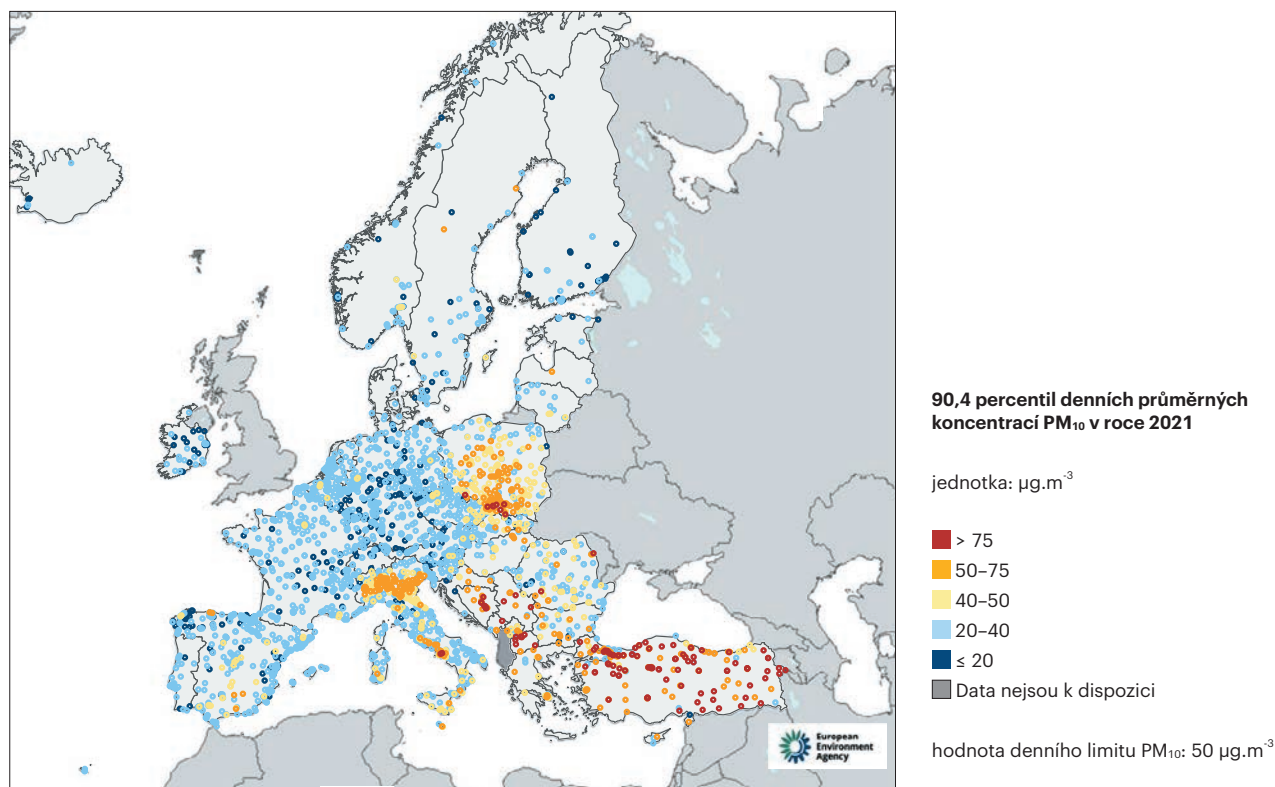 90,4 percentil denních průměrných
koncentrací PM₁₀ v roce 2021
jednotka: µg.m⁻³
> 75
50–75
40–50
20–40
≤ 20
Data nejsou k dispozici
hodnota denního limitu PM₁₀: 50 µg.m⁻³
European
Environment
Agency